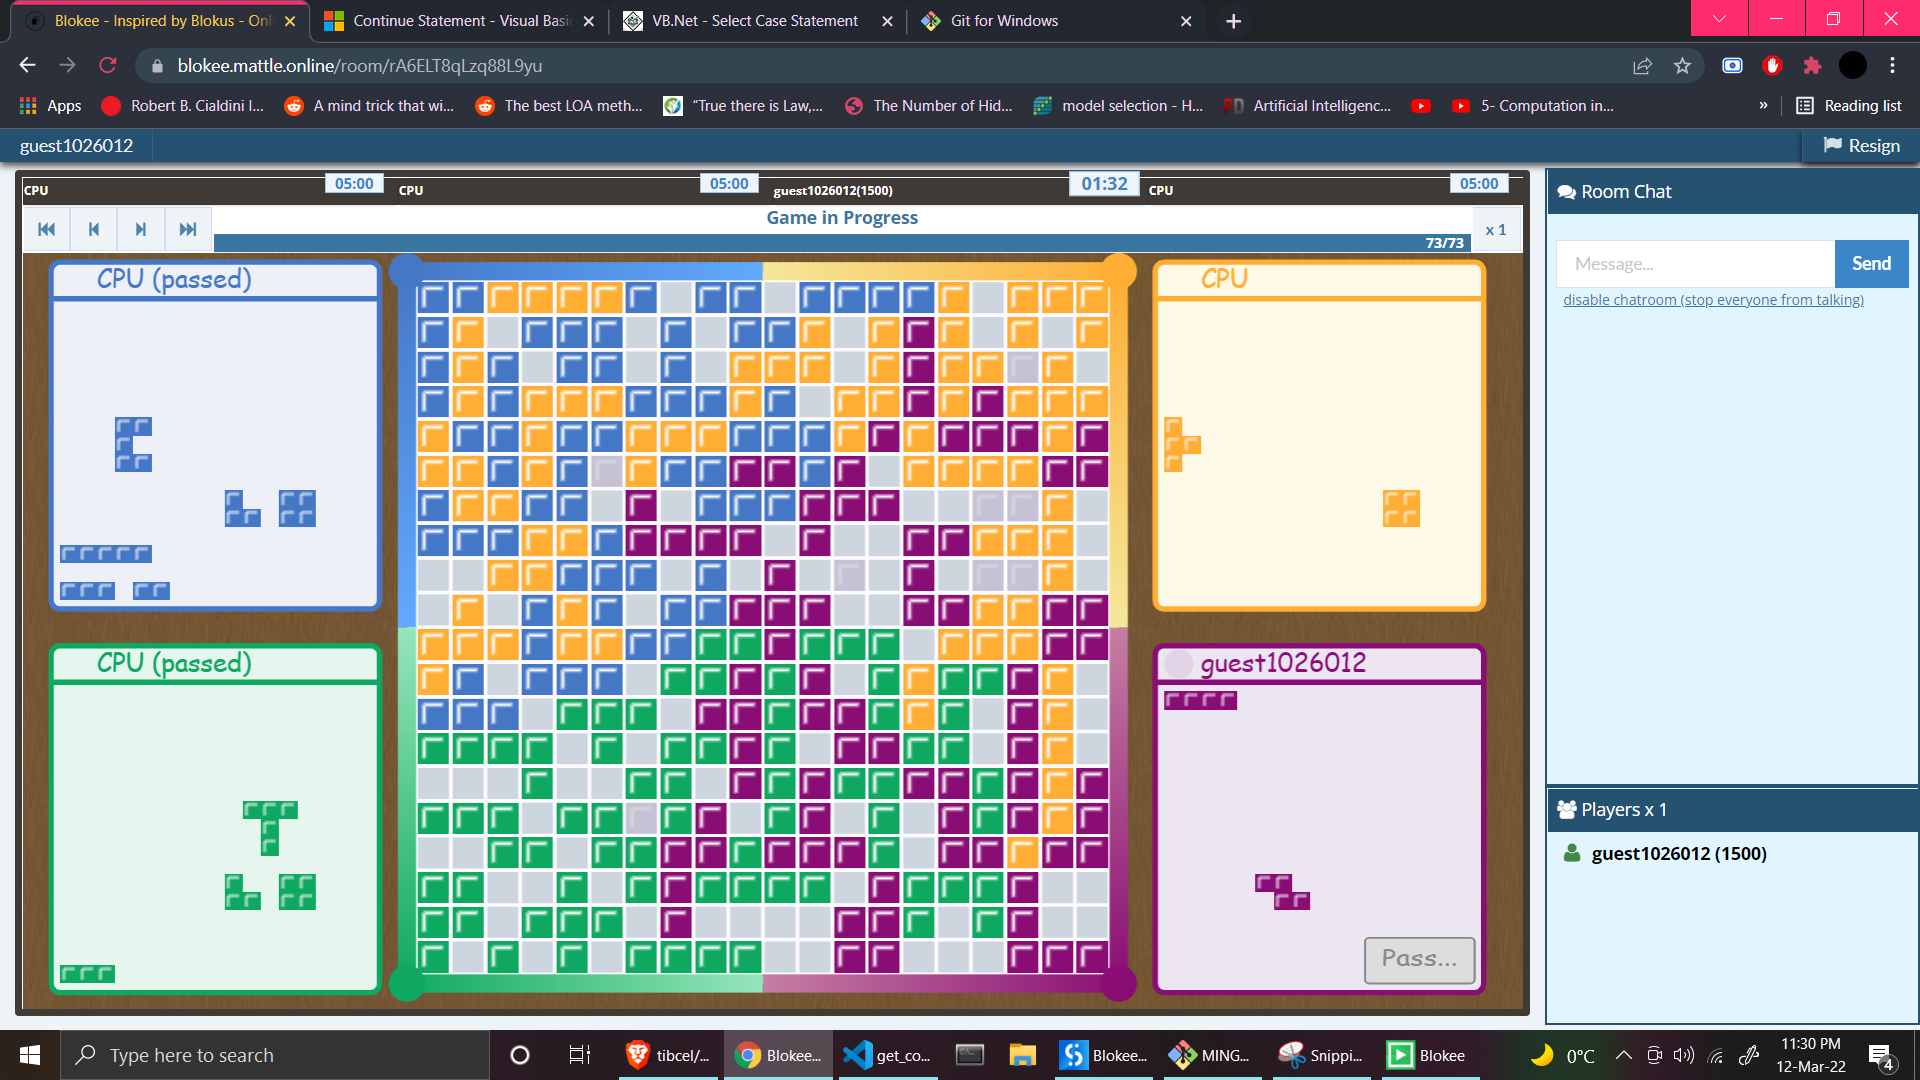 Blokee - Inspired by Blokus - Onl
Continue Statement - Visual Basi
VB.Net - Select Case Statement
Git for Windows
blokee.mattle.online/room/rA6ELT8qLzq88L9yu
Apps
Robert B. Cialdini I...
A mind trick that wi...
The best LOA meth...
“True there is Law,...
The Number of Hid...
model selection - H...
Artificial Intelligenc...
5- Computation in...
»
Reading list
guest1026012
Resign
CPU
05:00
CPU
05:00
guest1026012(1500)
01:32
CPU
05:00
Game in Progress
73/73
x 1
CPU (passed)
CPU
CPU (passed)
guest1026012
Pass...
Room Chat
Message...
Send
disable chatroom (stop everyone from talking)
Players x 1
guest1026012 (1500)
Type here to search
tibcel/...
Blokee...
get_co...
Blokee...
MING...
Snippi...
Blokee
0°C
11:30 PM
12-Mar-22
4